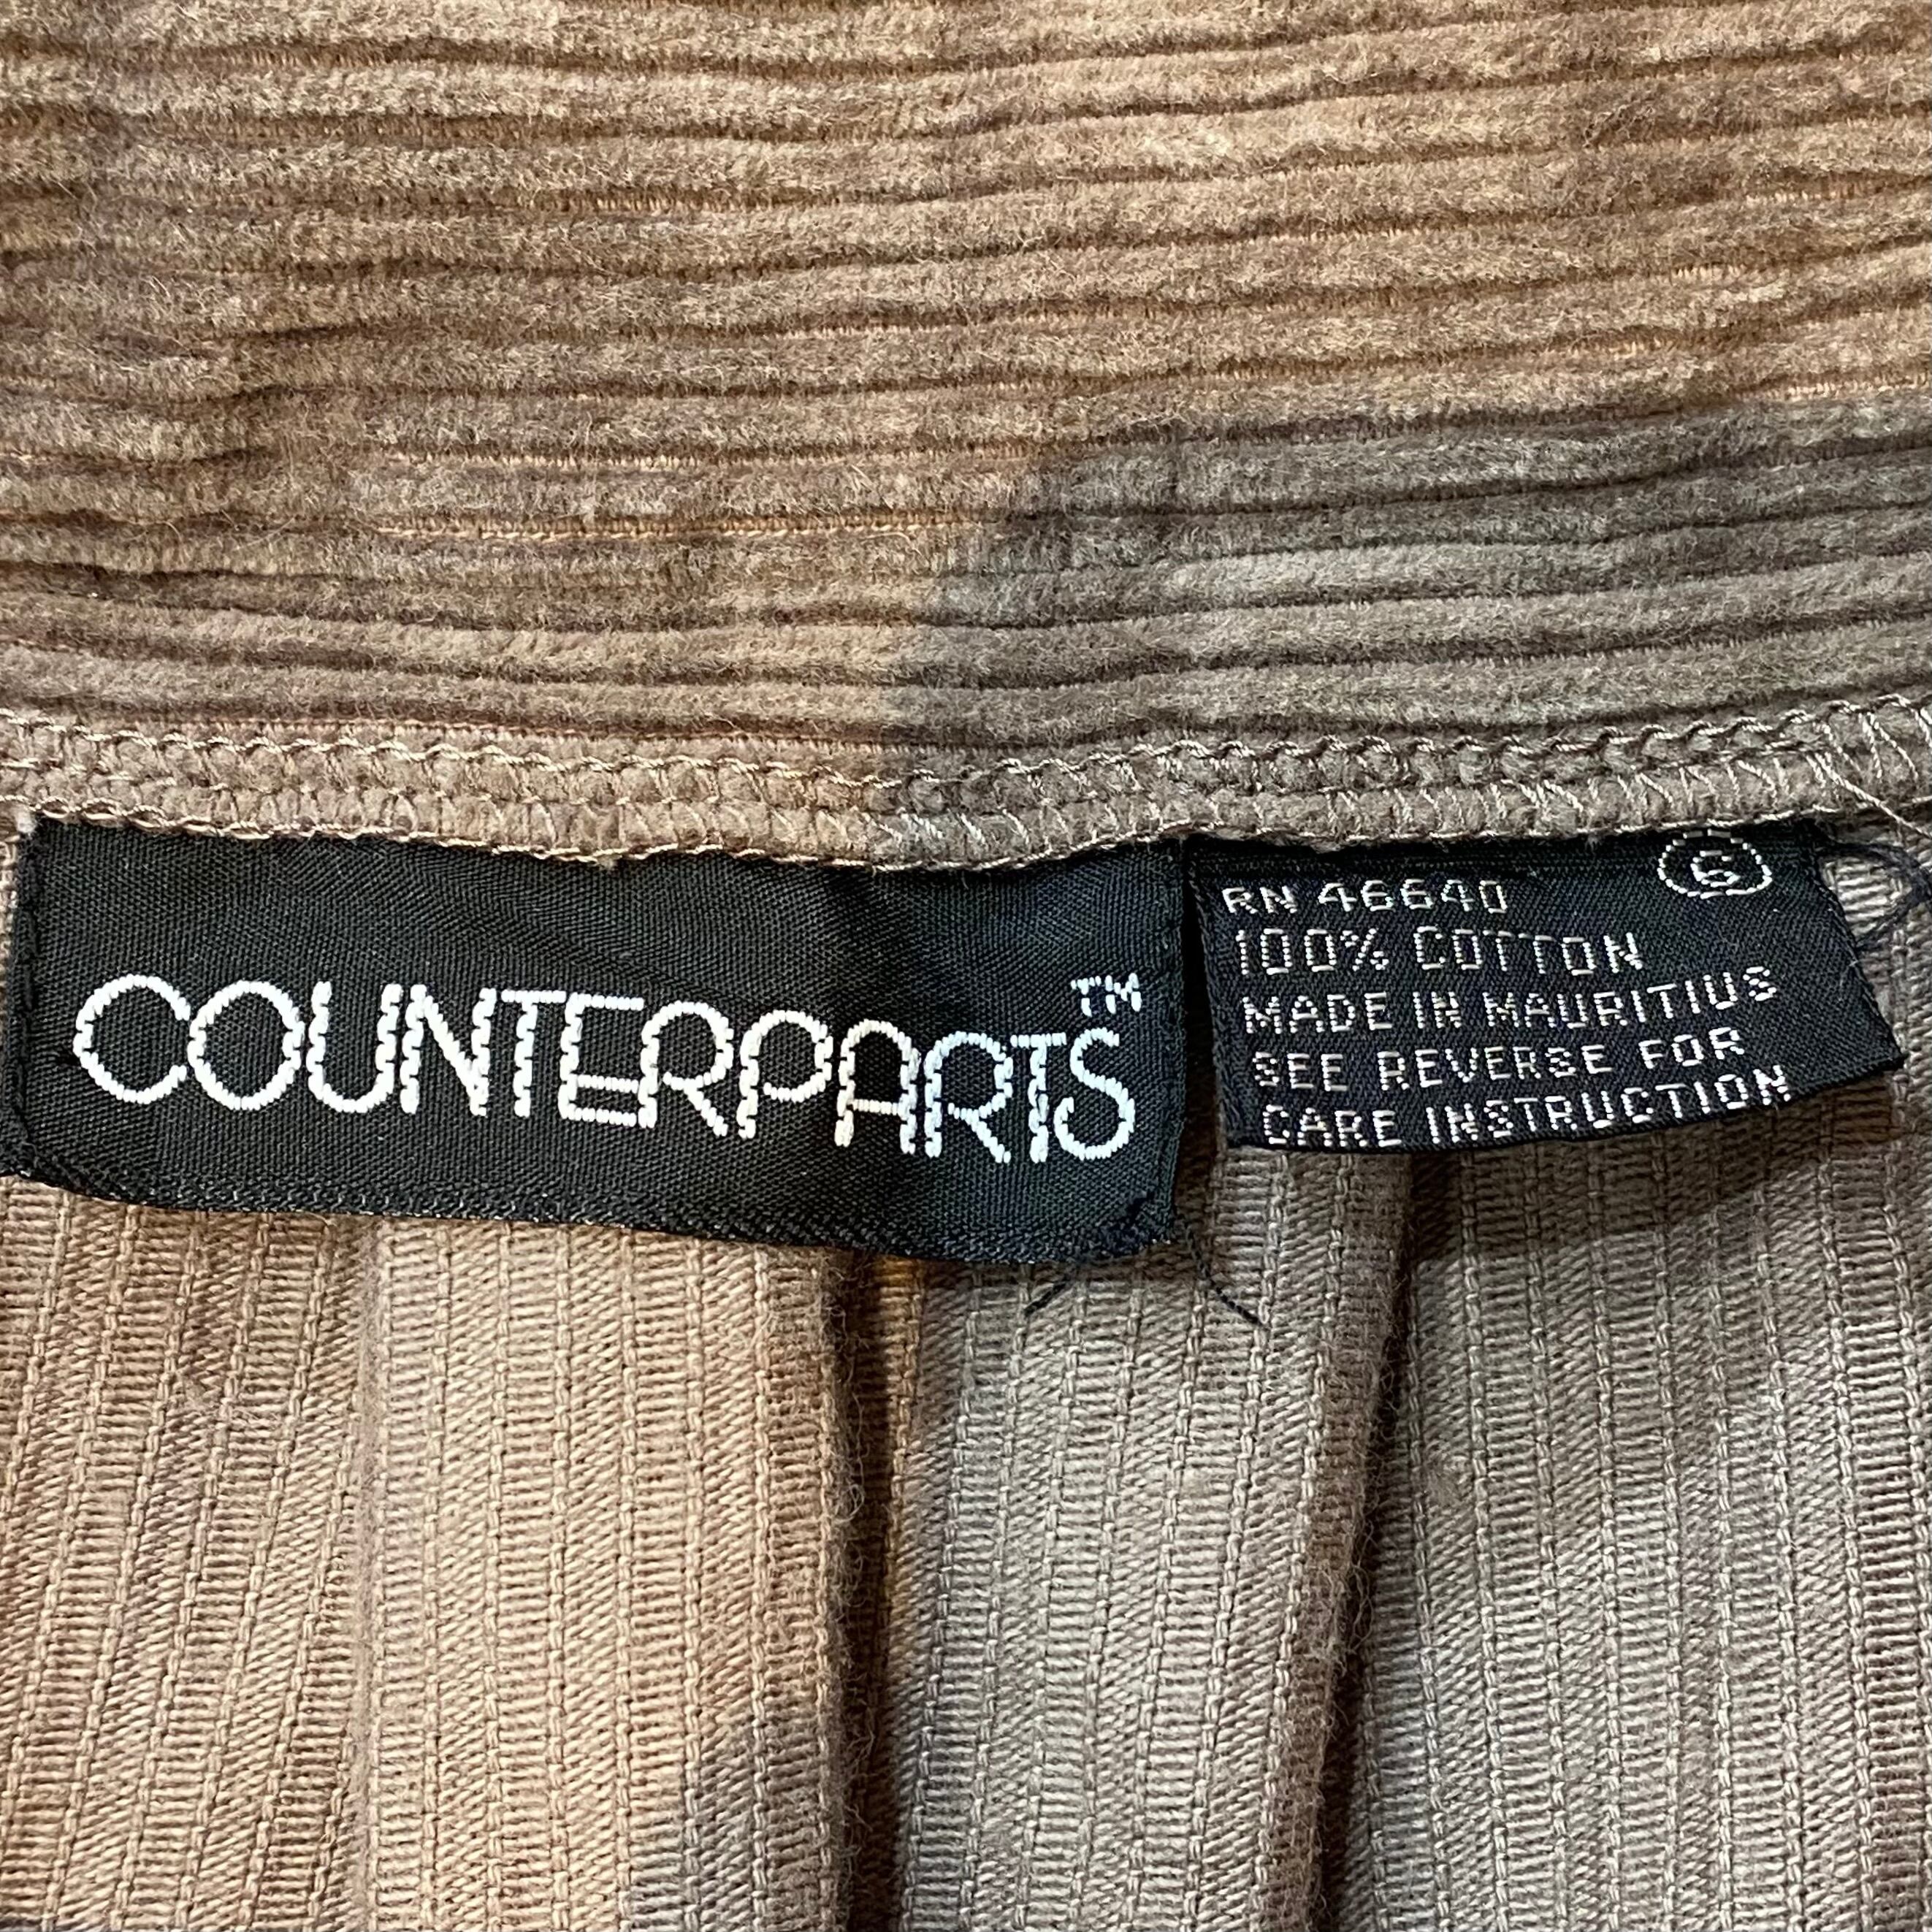 COUNTERPARTS™
RN 46640
100% COTTON
MADE IN MAURITIUS
SEE REVERSE FOR
CARE INSTRUCTION